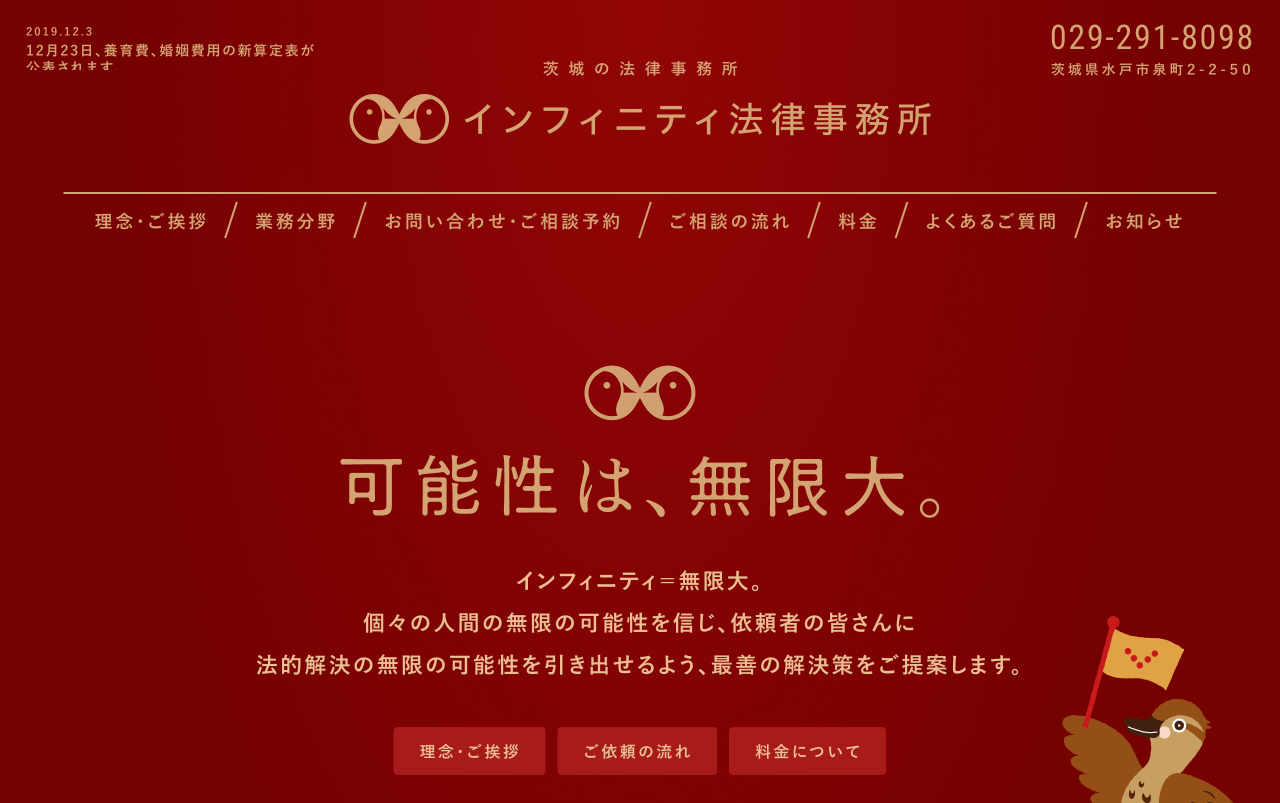 2019.12.3
12月23日、養育費、婚姻費用の新算定表が
公表されます
029-291-8098
茨城県水戸市泉町2-2-50
茨城の法律事務所
インフィニティ法律事務所
理念・ご挨拶 / 業務分野 / お問い合わせ・ご相談予約 / ご相談の流れ / 料金 / よくあるご質問 / お知らせ
可能性は、無限大。
インフィニティ＝無限大。
個々の人間の無限の可能性を信じ、依頼者の皆さんに
法的解決の無限の可能性を引き出せるよう、最善の解決策をご提案します。
理念・ご挨拶 ご依頼の流れ 料金について